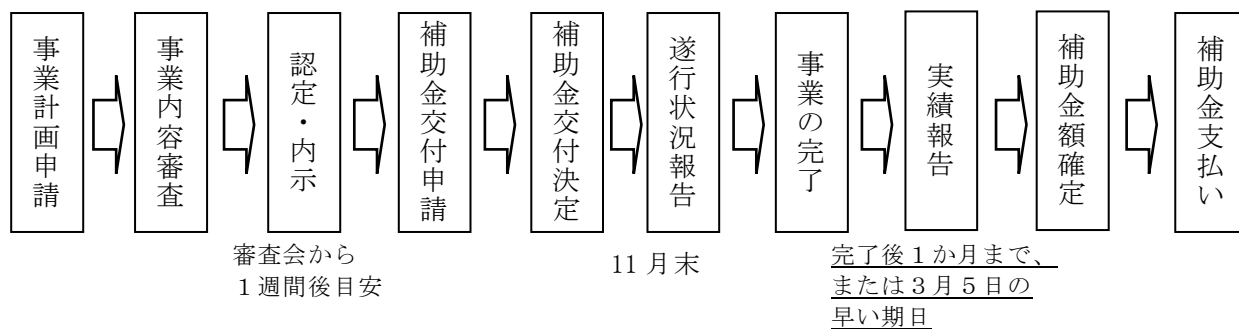 事業計画申請
事業内容審査
認定・内示
補助金交付申請
補助金交付決定
遂行状況報告
事業の完了
実績報告
補助金額確定
補助金支払い
審査会から
１週間後目安
11月末
完了後１か月まで、
または３月５日の
早い期日